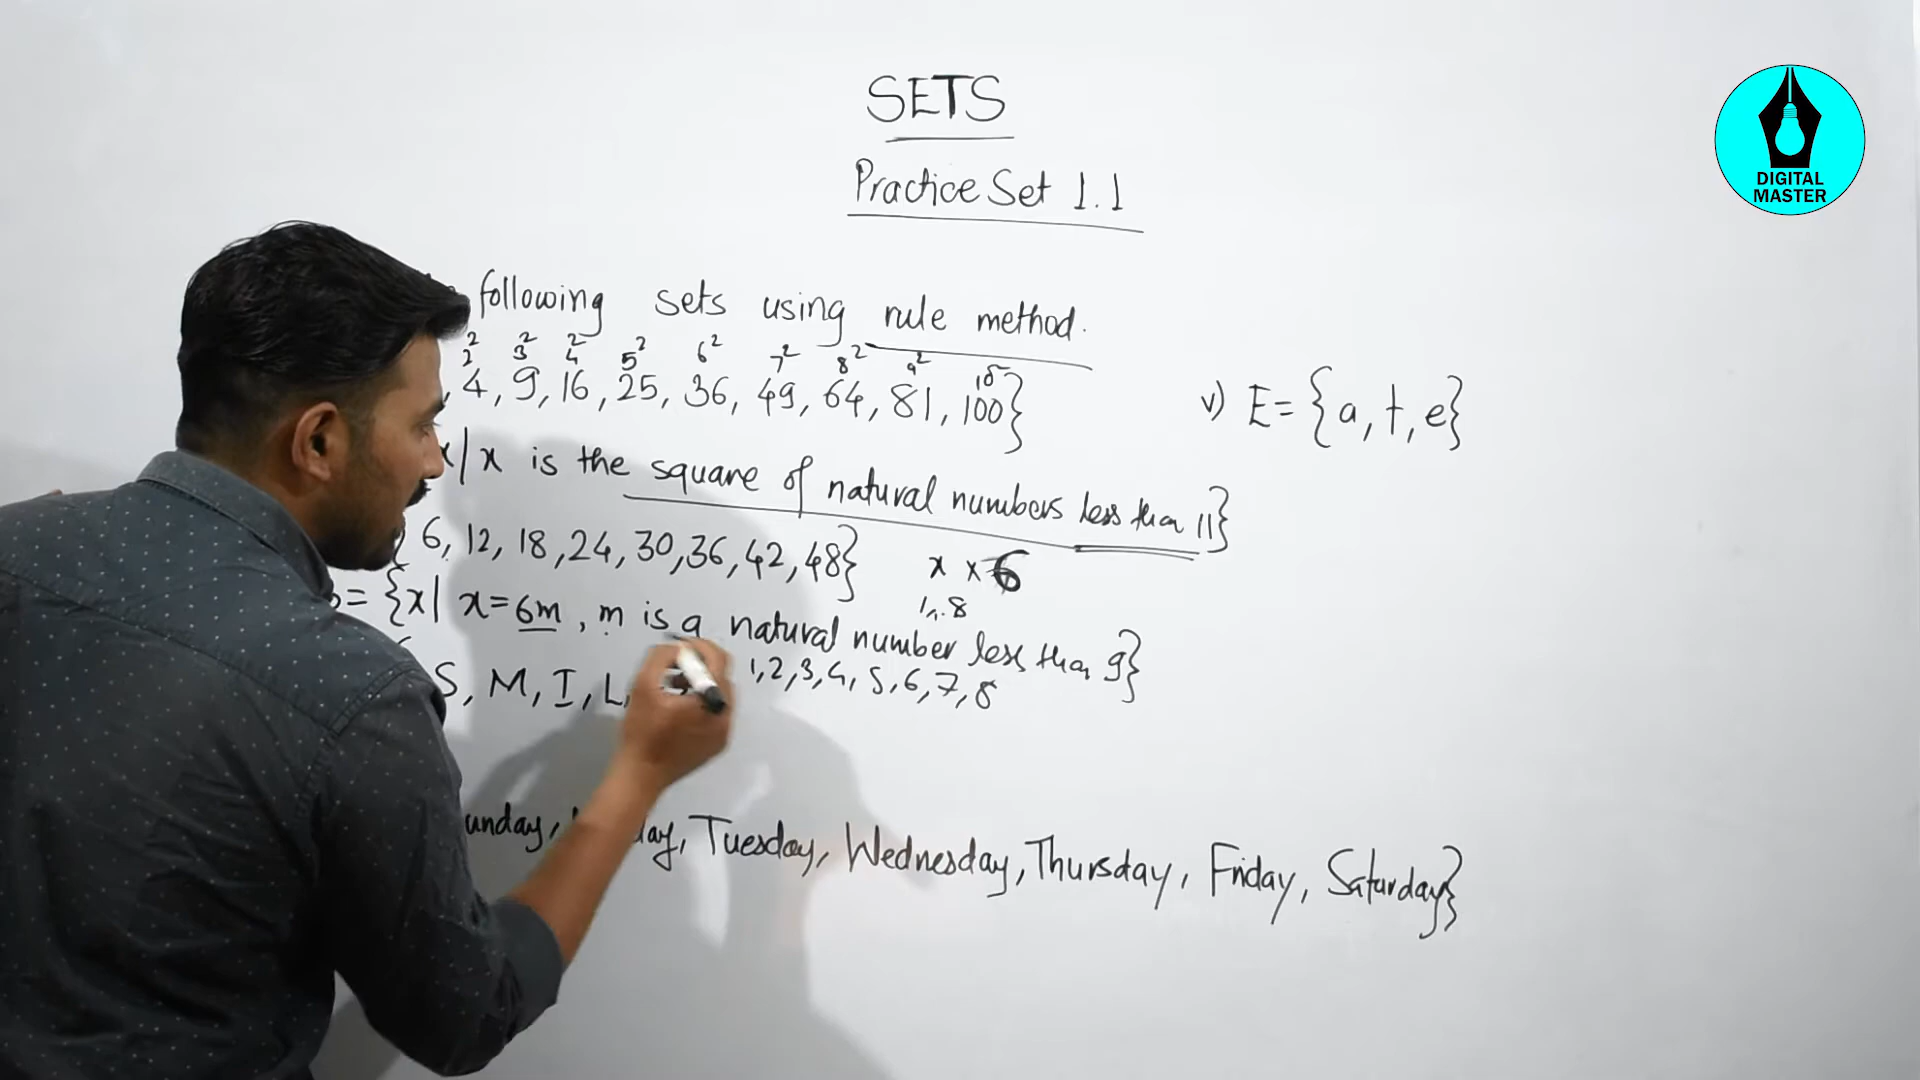 SETS
Practice Set 1.1
DIGITAL
MASTER
following sets using rule method.
2² 3² 4² 5² 6² 7² 8² 9² 10²
, 4, 9, 16, 25, 36, 49, 64, 81, 100}
x/x is the square of natural numbers less than 11}
{6, 12, 18, 24, 30, 36, 42, 48}
x × 6
1 .. 8
= {x| x = 6m, m is a natural number less than 9}
1, 2, 3, 4, 5, 6, 7, 8
S, M, I, L,
unday, day, Tuesday, Wednesday, Thursday, Friday, Saturday}
v) E = {a, t, e}